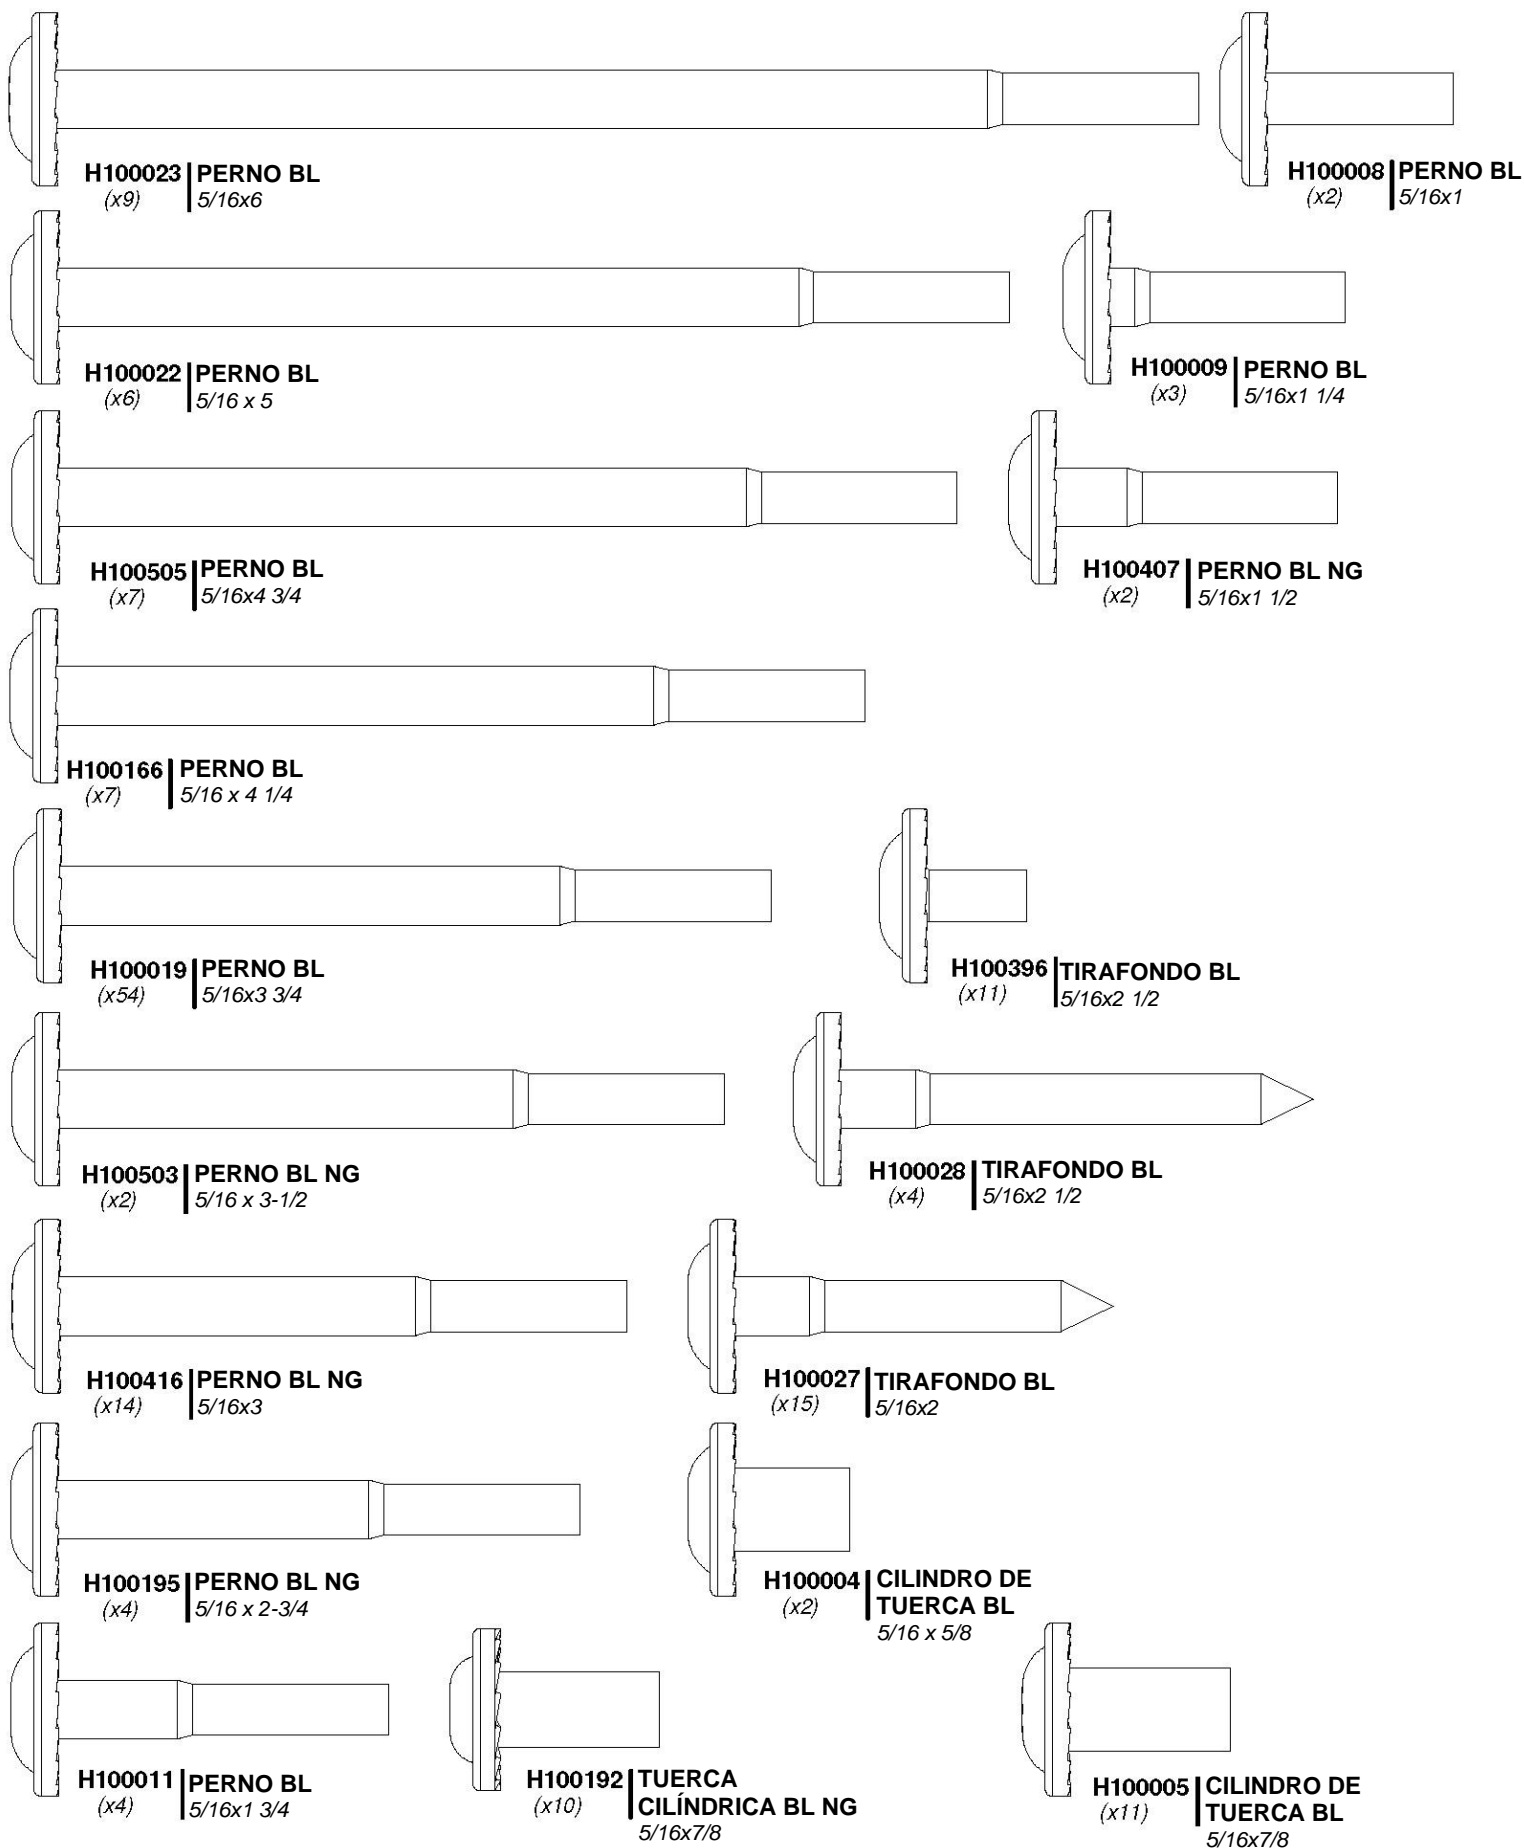 H100023 PERNO BL
(x9) 5/16x6
H100008 PERNO BL
(x2) 5/16x1
H100022 PERNO BL
(x6) 5/16 x 5
H100009 PERNO BL
(x3) 5/16x1 1/4
H100505 PERNO BL
(x7) 5/16x4 3/4
H100407 PERNO BL NG
(x2) 5/16x1 1/2
H100166 PERNO BL
(x7) 5/16 x 4 1/4
H100019 PERNO BL
(x54) 5/16x3 3/4
H100396 TIRAFONDO BL
(x11) 5/16x2 1/2
H100503 PERNO BL NG
(x2) 5/16 x 3-1/2
H100028 TIRAFONDO BL
(x4) 5/16x2 1/2
H100416 PERNO BL NG
(x14) 5/16x3
H100027 TIRAFONDO BL
(x15) 5/16x2
H100195 PERNO BL NG
(x4) 5/16 x 2-3/4
H100004 CILINDRO DE
(x2) TUERCA BL
5/16 x 5/8
H100011 PERNO BL
(x4) 5/16x1 3/4
H100192 TUERCA
(x10) CILÍNDRICA BL NG
5/16x7/8
H100005 CILINDRO DE
(x11) TUERCA BL
5/16x7/8